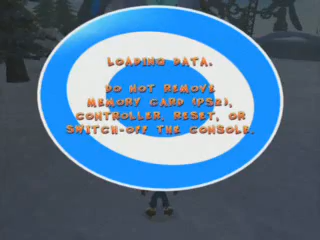 LOADING DATA.
DO NOT REMOVE
MEMORY CARD (PS2),
CONTROLLER, RESET, OR
SWITCH-OFF THE CONSOLE.